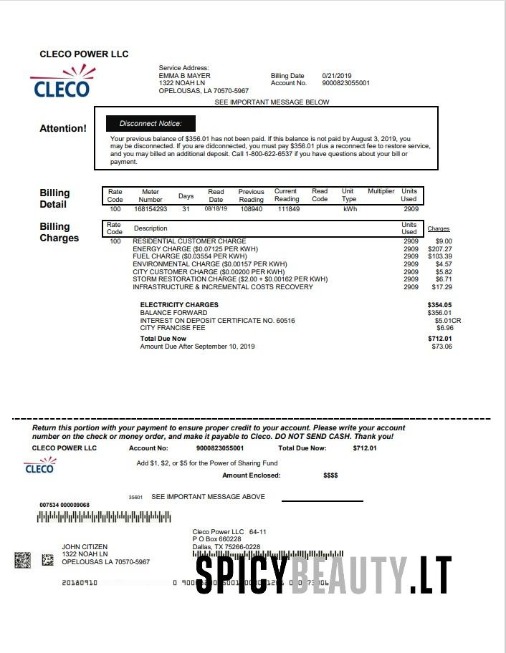 CLECO POWER LLC
Service Address:
EMMA B MAYER
1322 NOAH LN
OPELOUSAS, LA 70570-5967
Billing Date 0/21/2019
Account No. 9000823055001
CLECO
SEE IMPORTANT MESSAGE BELOW
Attention!
Disconnect Notice:
Your previous balance of $356.01 has not been paid. If this balance is not paid by August 3, 2019, you
may be disconnected. If you are didconnected, you must pay $356.01 plus a reconnect fee to restore service,
and you may billed an additional deposit. Call 1-800-622-6537 if you have questions about your bill or
payment.
Billing
Detail
Rate Code Meter Number Days Read Date Previous Reading Current Reading Read Code Unit Type Multiplier Units Used
100 168154293 31 08/18/19 108940 111849 kWh 2909
Billing
Charges
Rate Code Description Units Used Charges
100 RESIDENTIAL CUSTOMER CHARGE 2909 $9.00
ENERGY CHARGE ($0.07125 PER KWH) 2909 $207.27
FUEL CHARGE ($0.03554 PER KWH) 2909 $103.39
ENVIRONMENTAL CHARGE ($0.00157 PER KWH) 2909 $4.57
CITY CUSTOMER CHARGE ($0.00200 PER KWH) 2909 $5.82
STORM RESTORATION CHARGE ($2.00 + $0.00162 PER KWH) 2909 $6.71
INFRASTRUCTURE & INCREMENTAL COSTS RECOVERY 2909 $17.29
ELECTRICITY CHARGES $354.05
BALANCE FORWARD $356.01
INTEREST ON DEPOSIT CERTIFICATE NO. 60516 $5.01CR
CITY FRANCISE FEE $6.96
Total Due Now $712.01
Amount Due After September 10, 2019 $73.06
Return this portion with your payment to ensure proper credit to your account. Please write your account
number on the check or money order, and make it payable to Cleco. DO NOT SEND CASH. Thank you!
CLECO POWER LLC Account No: 9000823055001 Total Due Now: $712.01
CLECO
Add $1, $2, or $5 for the Power of Sharing Fund
Amount Enclosed: $$$$
SEE IMPORTANT MESSAGE ABOVE
007534 000009068
Cleco Power LLC 64-11
P O Box 660228
Dallas, TX 75266-0228
JOHN CITIZEN
1322 NOAH LN
OPELOUSAS LA 70570-5967
20160910
SPICYBEAUTY.LT